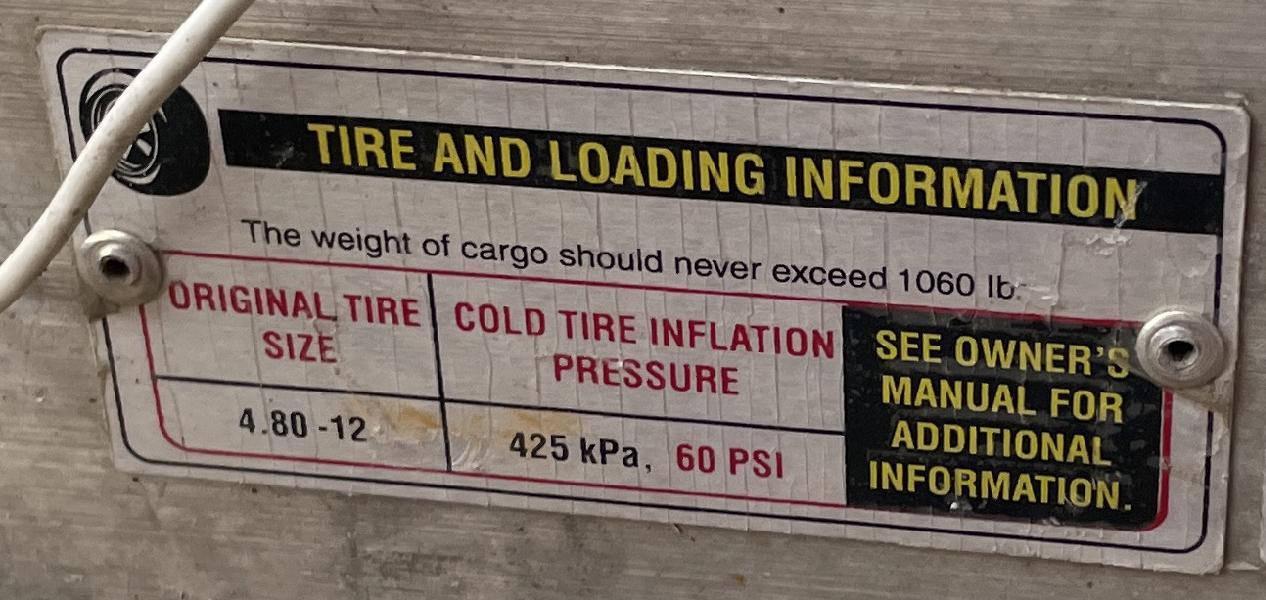 TIRE AND LOADING INFORMATION
The weight of cargo should never exceed 1060 lb.
ORIGINAL TIRE
SIZE
COLD TIRE INFLATION
PRESSURE
4.80 -12
425 kPa, 60 PSI
SEE OWNER'S
MANUAL FOR
ADDITIONAL
INFORMATION.